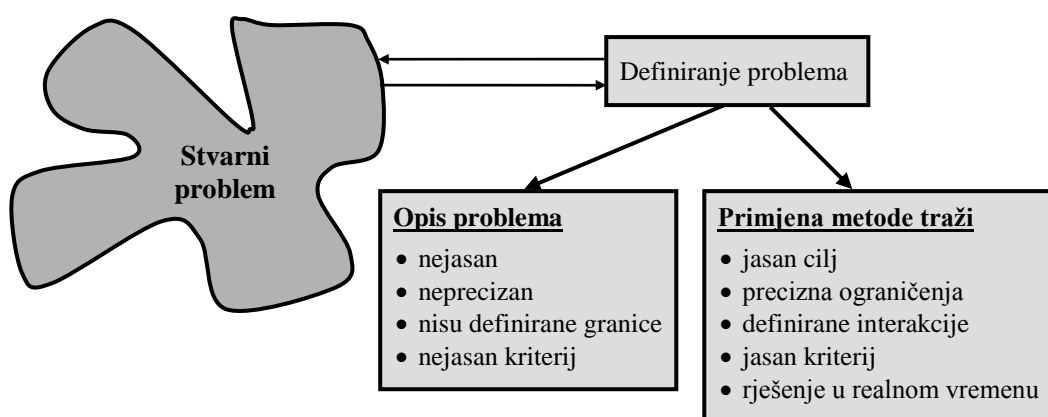 Stvarni
problem
Definiranje problema
Opis problema
• nejasan
• neprecizan
• nisu definirane granice
• nejasan kriterij
Primjena metode traži
• jasan cilj
• precizna ograničenja
• definirane interakcije
• jasan kriterij
• rješenje u realnom vremenu